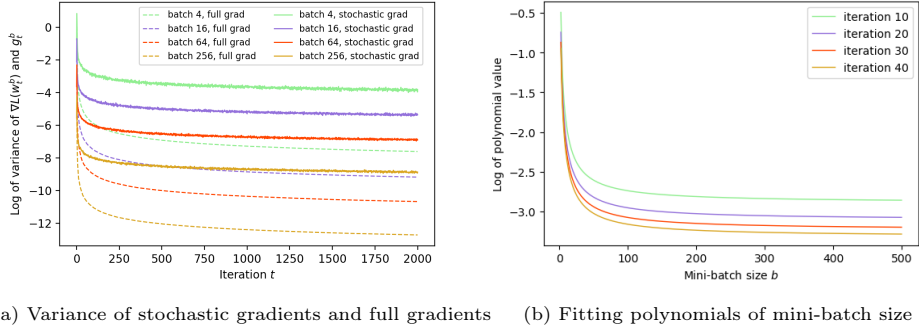 batch 4, full grad
batch 16, full grad
batch 64, full grad
batch 256, full grad
batch 4, stochastic grad
batch 16, stochastic grad
batch 64, stochastic grad
batch 256, stochastic grad
Log of variance of ∇L(w_t^b) and g_t^b
0
−2
−4
−6
−8
−10
−12
0 250 500 750 1000 1250 1500 1750 2000
Iteration t
a) Variance of stochastic gradients and full gradients
iteration 10
iteration 20
iteration 30
iteration 40
Log of polynomial value
−0.5
−1.0
−1.5
−2.0
−2.5
−3.0
0 100 200 300 400 500
Mini-batch size b
(b) Fitting polynomials of mini-batch size